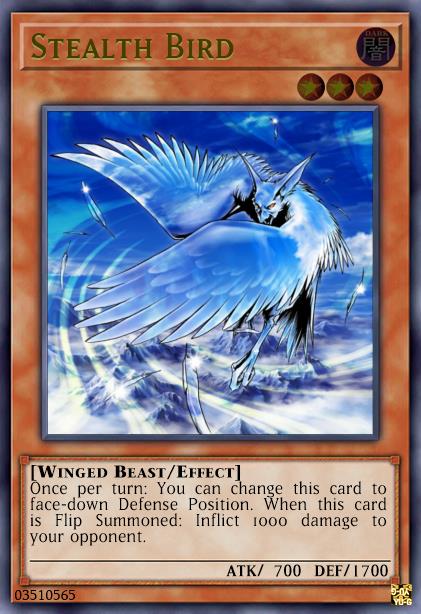 STEALTH BIRD
DARK
闇
[WINGED BEAST/EFFECT]
Once per turn: You can change this card to
face-down Defense Position. When this card
is Flip Summoned: Inflict 1000 damage to
your opponent.
ATK/ 700 DEF/1700
03510565